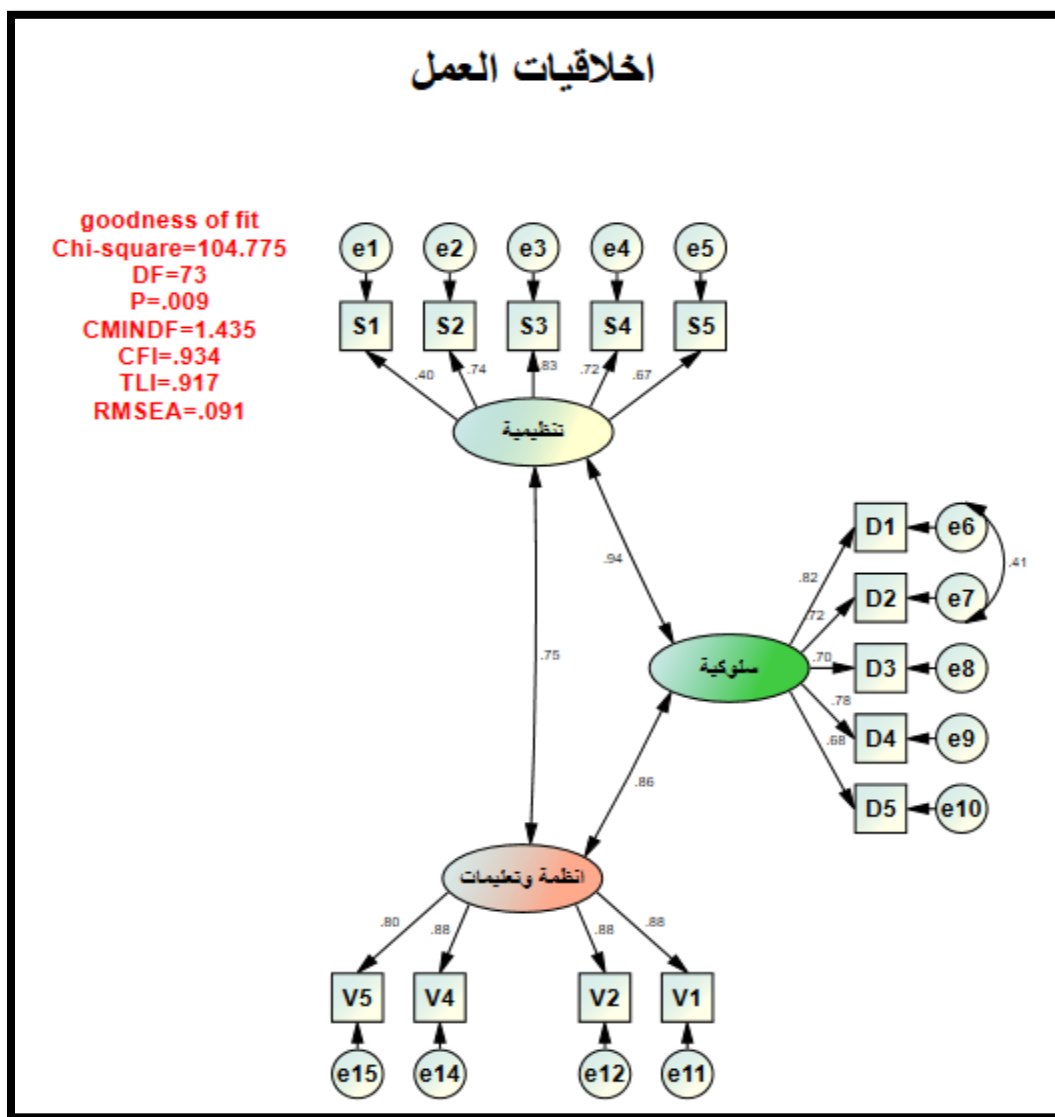 اخلاقيات العمل
goodness of fit
Chi-square=104.775
DF=73
P=.009
CMINDF=1.435
CFI=.934
TLI=.917
RMSEA=.091
e1 e2 e3 e4 e5
S1 S2 S3 S4 S5
.40 .74 .83 .72 .67
تنظيمية
.94
.75
.86
D1 e6
.41
.82
D2 e7
.72
سلوكية
.70 D3 e8
.78
D4 e9
.68
D5 e10
انظمة وتعليمات
.80 .88 .88 .88
V5 V4 V2 V1
e15 e14 e12 e11